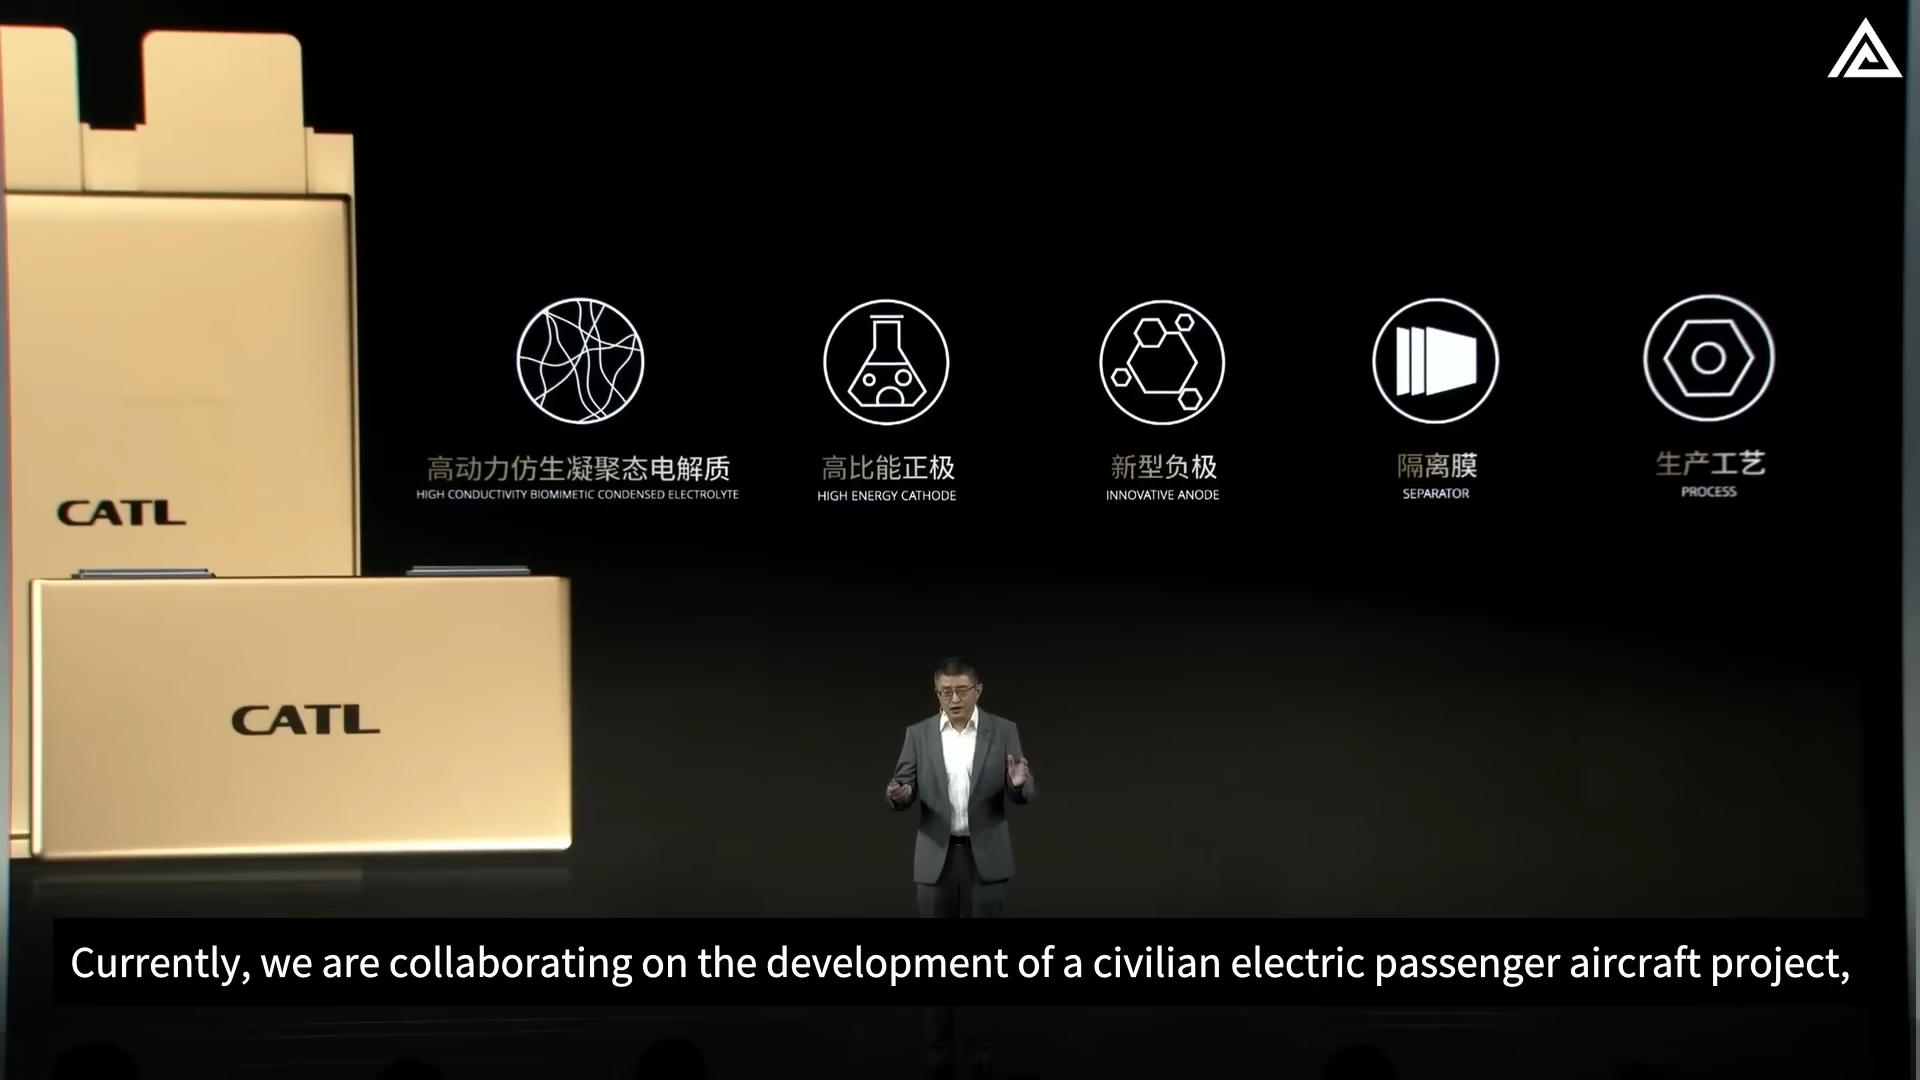 高动力仿生凝聚态电解质
HIGH CONDUCTIVITY BIOMIMETIC CONDENSED ELECTROLYTE
高比能正极
HIGH ENERGY CATHODE
新型负极
INNOVATIVE ANODE
隔离膜
SEPARATOR
生产工艺
PROCESS
CATL
CATL
Currently, we are collaborating on the development of a civilian electric passenger aircraft project,